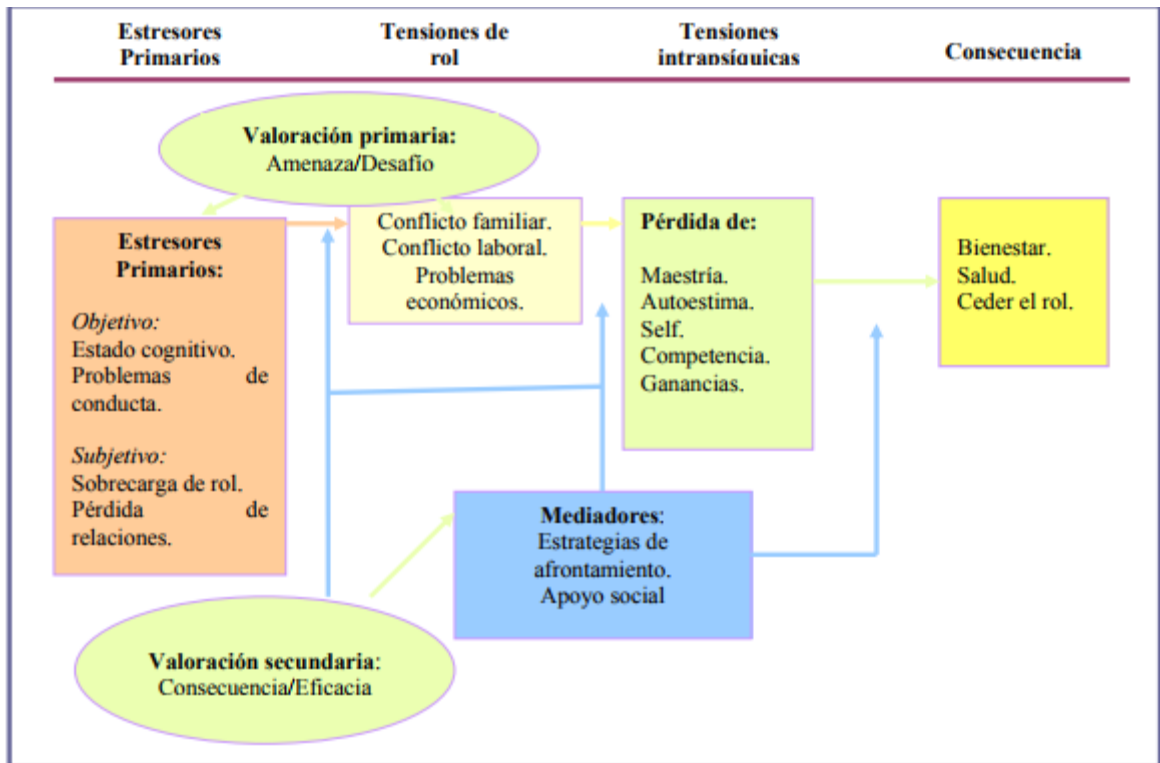 Estresores
Primarios
Tensiones de
rol
Tensiones
intrapsíquicas
Consecuencia
Valoración primaria:
Amenaza/Desafío
Estresores
Primarios:
Objetivo:
Estado cognitivo.
Problemas de
conducta.
Subjetivo:
Sobrecarga de rol.
Pérdida de
relaciones.
Conflicto familiar.
Conflicto laboral.
Problemas
económicos.
Pérdida de:
Maestría.
Autoestima.
Self.
Competencia.
Ganancias.
Bienestar.
Salud.
Ceder el rol.
Mediadores:
Estrategias de
afrontamiento.
Apoyo social
Valoración secundaria:
Consecuencia/Eficacia